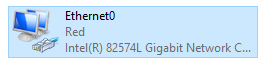 Ethernet0
Red
Intel(R) 82574L Gigabit Network C...